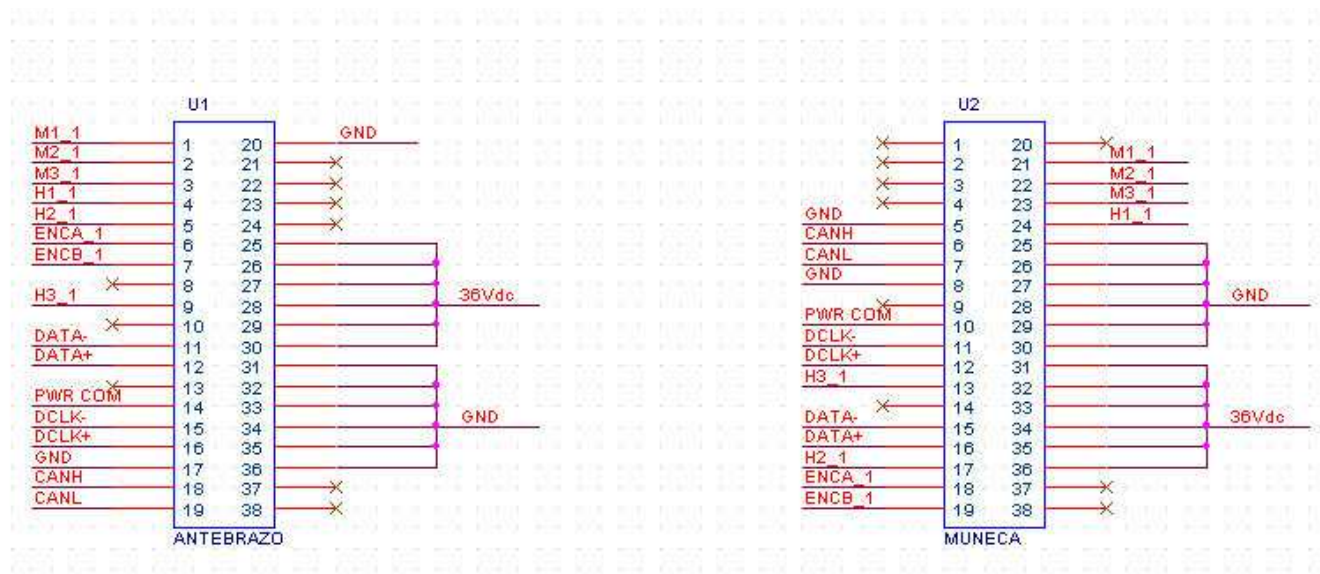 U1
M1_1 1 20 GND
M2_1 2 21
M3_1 3 22
H1_1 4 23
H2_1 5 24
ENCA_1 6 25
ENCB_1 7 26
8 27
H3_1 9 28 36Vdc
10 29
DATA- 11 30
DATA+ 12 31
13 32
PWR COM 14 33
DCLK- 15 34 GND
DCLK+ 16 35
GND 17 36
CANH 18 37
CANL 19 38
ANTEBRAZO
U2
1 20
2 21 M1_1
3 22 M2_1
4 23 M3_1
GND 5 24 H1_1
CANH 6 25
CANL 7 26
GND 8 27
9 28 GND
PWR COM 10 29
DCLK- 11 30
DCLK+ 12 31
H3_1 13 32
14 33
DATA- 15 34 36Vdc
DATA+ 16 35
H2_1 17 36
ENCA_1 18 37
ENCB_1 19 38
MUNECA